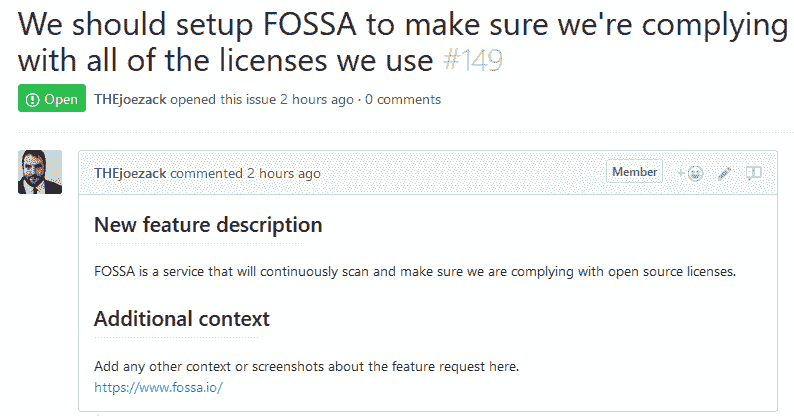 We should setup FOSSA to make sure we're complying
with all of the licenses we use #149
Open THEjoezack opened this issue 2 hours ago · 0 comments
THEjoezack commented 2 hours ago Member
New feature description
FOSSA is a service that will continuously scan and make sure we are complying with open source licenses.
Additional context
Add any other context or screenshots about the feature request here.
https://www.fossa.io/